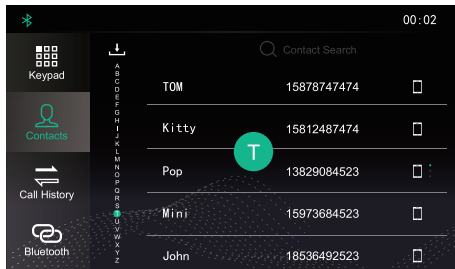 00:02
Keypad
Contacts
Call History
Bluetooth
A
B
C
D
E
F
G
H
I
J
K
L
M
N
O
P
Q
R
S
T
U
V
W
X
Y
Z
Contact Search
TOM 15878747474
Kitty 15812487474
T
Pop 13829084523
Mini 15973684523
John 18536492523